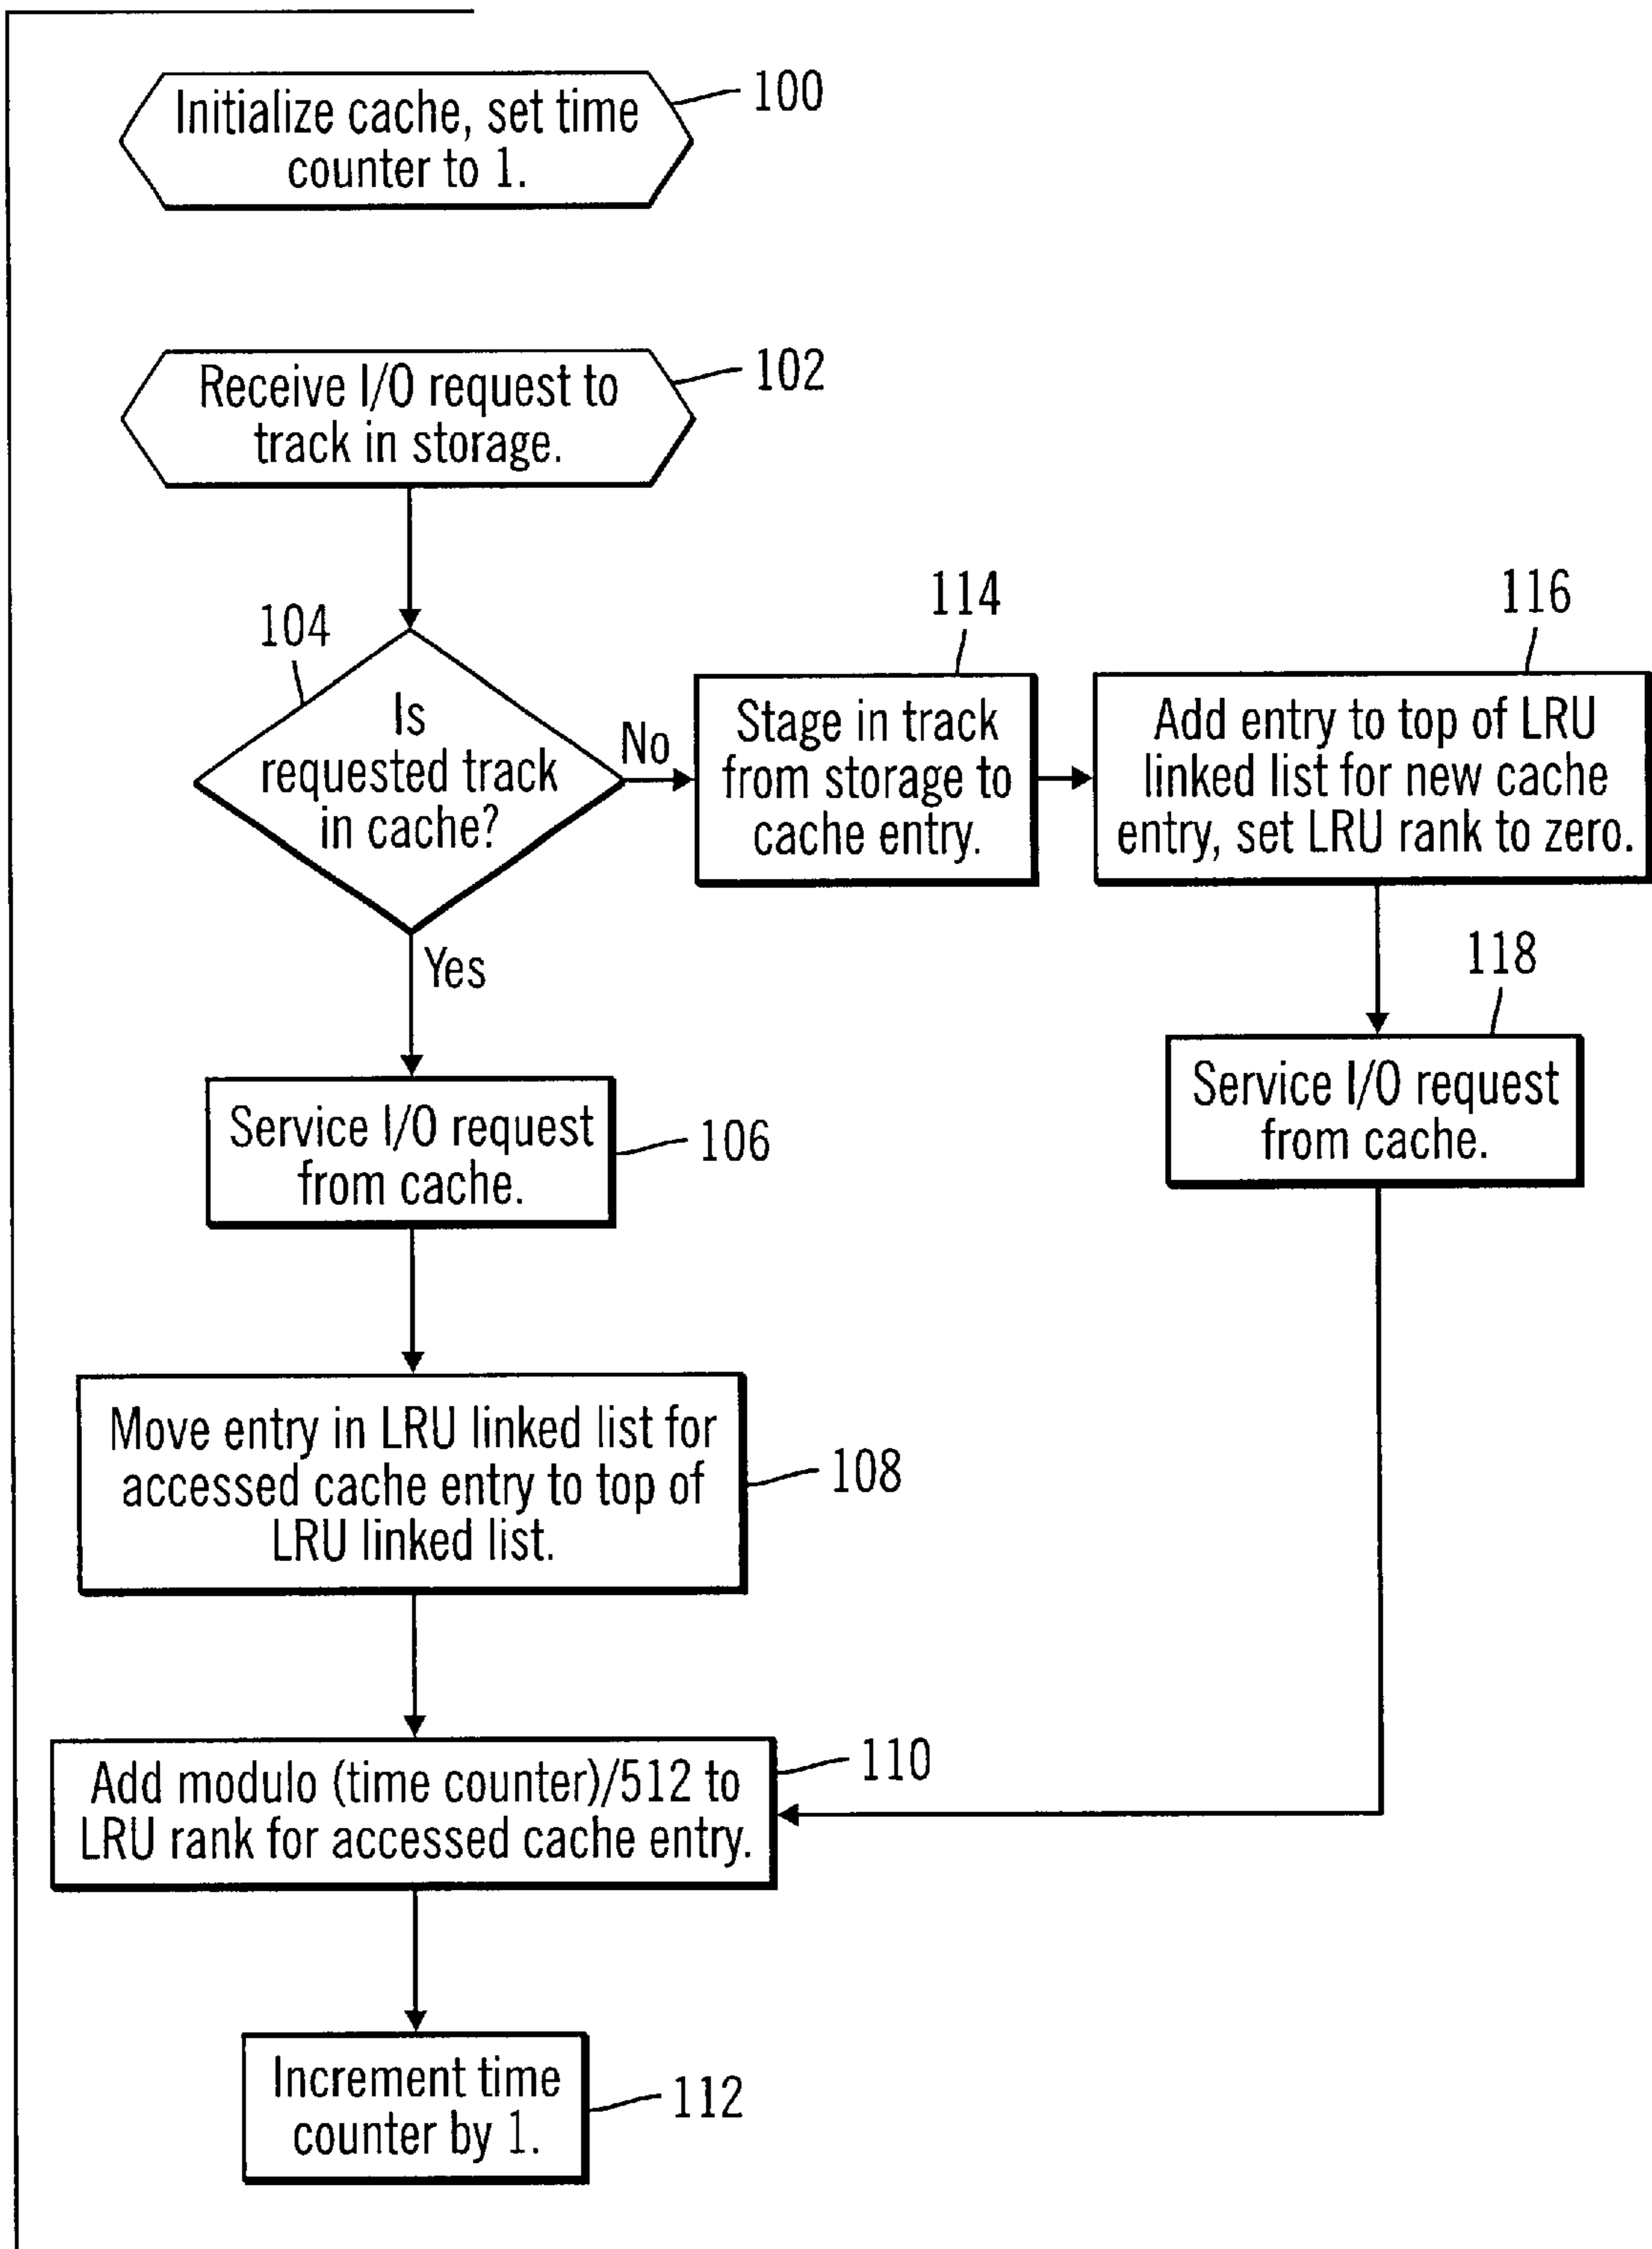 Initialize cache, set time
counter to 1.
100
Receive I/O request to
track in storage.
102
104
Is
requested track
in cache?
No
Yes
114
Stage in track
from storage to
cache entry.
116
Add entry to top of LRU
linked list for new cache
entry, set LRU rank to zero.
118
Service I/O request
from cache.
Service I/O request
from cache.
106
Move entry in LRU linked list for
accessed cache entry to top of
LRU linked list.
108
Add modulo (time counter)/512 to
LRU rank for accessed cache entry.
110
Increment time
counter by 1.
112